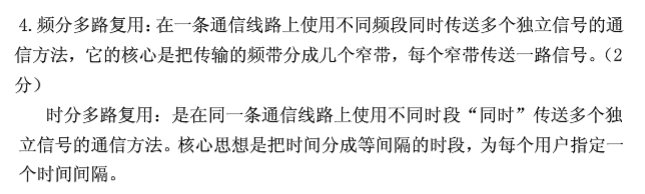 4.频分多路复用：在一条通信线路上使用不同频段同时传送多个独立信号的通
信方法，它的核心是把传输的频带分成几个窄带，每个窄带传送一路信号。（2
分）
时分多路复用：是在同一条通信线路上使用不同时段“同时”传送多个独
立信号的通信方法。核心思想是把时间分成等间隔的时段，为每个用户指定一
个时间间隔。